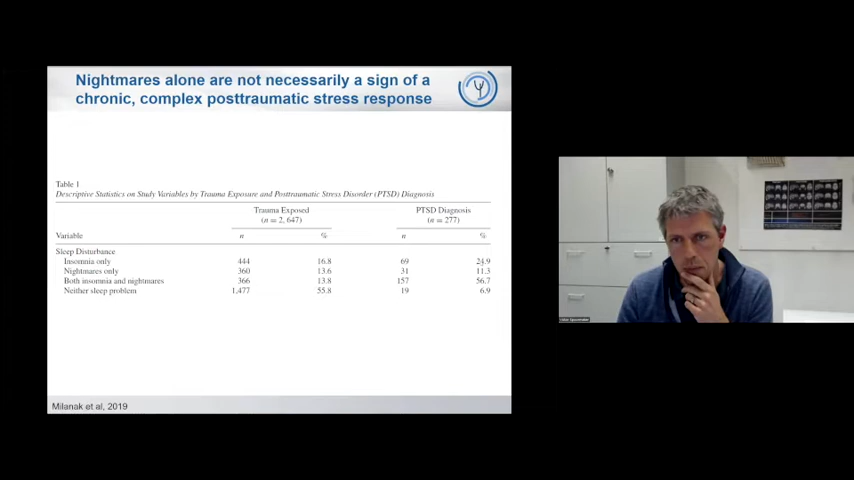 Nightmares alone are not necessarily a sign of a
chronic, complex posttraumatic stress response
Table 1
Descriptive Statistics on Study Variables by Trauma Exposure and Posttraumatic Stress Disorder (PTSD) Diagnosis
Trauma Exposed PTSD Diagnosis
(n = 2, 647) (n = 277)
Variable n % n %
Sleep Disturbance
Insomnia only 444 16.8 69 24.9
Nightmares only 360 13.6 31 11.3
Both insomnia and nightmares 366 13.8 157 56.7
Neither sleep problem 1,477 55.8 19 6.9
Milanak et al, 2019